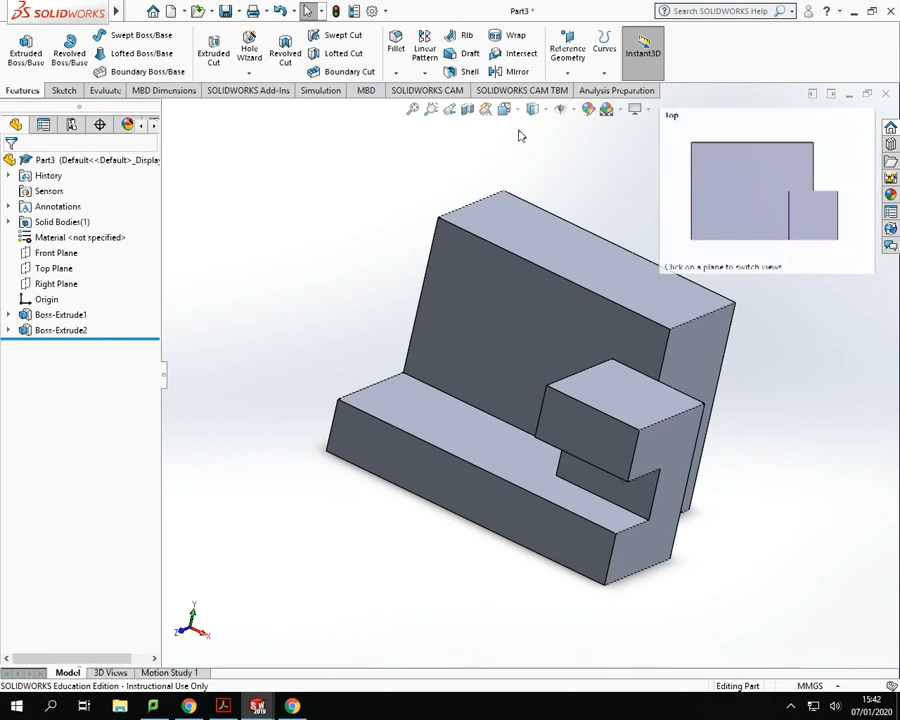 SOLIDWORKS
Part3 *
Search SOLIDWORKS Help
Extruded Boss/Base
Revolved Boss/Base
Swept Boss/Base
Lofted Boss/Base
Boundary Boss/Base
Extruded Cut
Hole Wizard
Revolved Cut
Swept Cut
Lofted Cut
Boundary Cut
Fillet
Linear Pattern
Rib
Draft
Shell
Wrap
Intersect
Mirror
Reference Geometry
Curves
Instant3D
Features
Sketch
Evaluate
MBD Dimensions
SOLIDWORKS Add-Ins
Simulation
MBD
SOLIDWORKS CAM
SOLIDWORKS CAM TBM
Analysis Preparation
Top
Click on a plane to switch views
Part3 (Default<<Default>_Display
History
Sensors
Annotations
Solid Bodies(1)
Material <not specified>
Front Plane
Top Plane
Right Plane
Origin
Boss-Extrude1
Boss-Extrude2
Y
Z
X
Model
3D Views
Motion Study 1
SOLIDWORKS Education Edition - Instructional Use Only
Editing Part
MMGS
SW
2019
15:42
07/01/2020